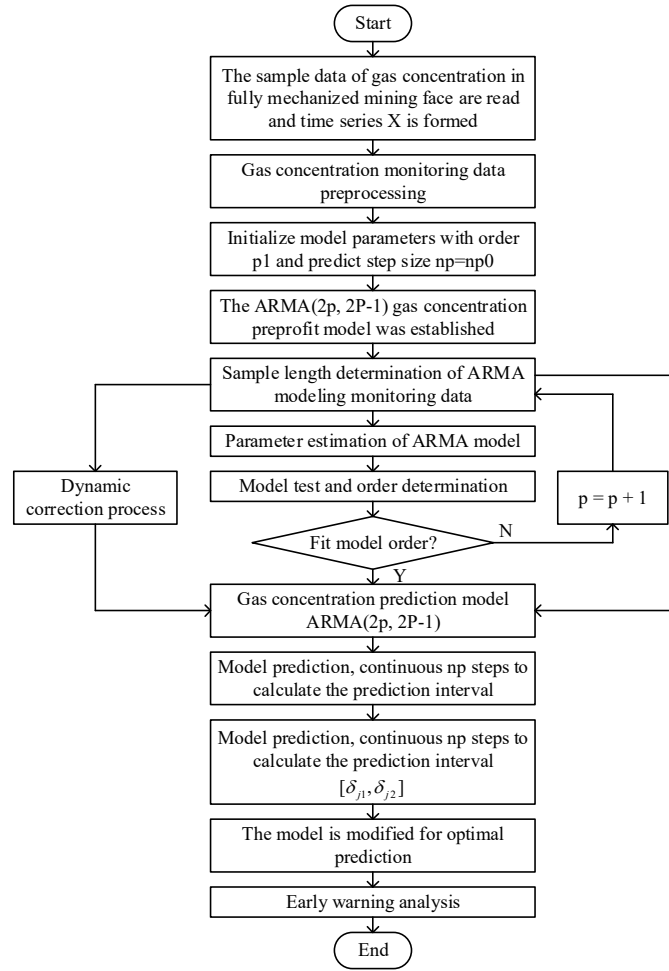 Start
The sample data of gas concentration in
fully mechanized mining face are read
and time series X is formed
Gas concentration monitoring data
preprocessing
Initialize model parameters with order
p1 and predict step size np=np0
The ARMA(2p, 2P-1) gas concentration
preprofit model was established
Sample length determination of ARMA
modeling monitoring data
Parameter estimation of ARMA model
Dynamic
correction process
Model test and order determination
p = p + 1
Fit model order?
N
Y
Gas concentration prediction model
ARMA(2p, 2P-1)
Model prediction, continuous np steps to
calculate the prediction interval
Model prediction, continuous np steps to
calculate the prediction interval
[δj1, δj2]
The model is modified for optimal
prediction
Early warning analysis
End